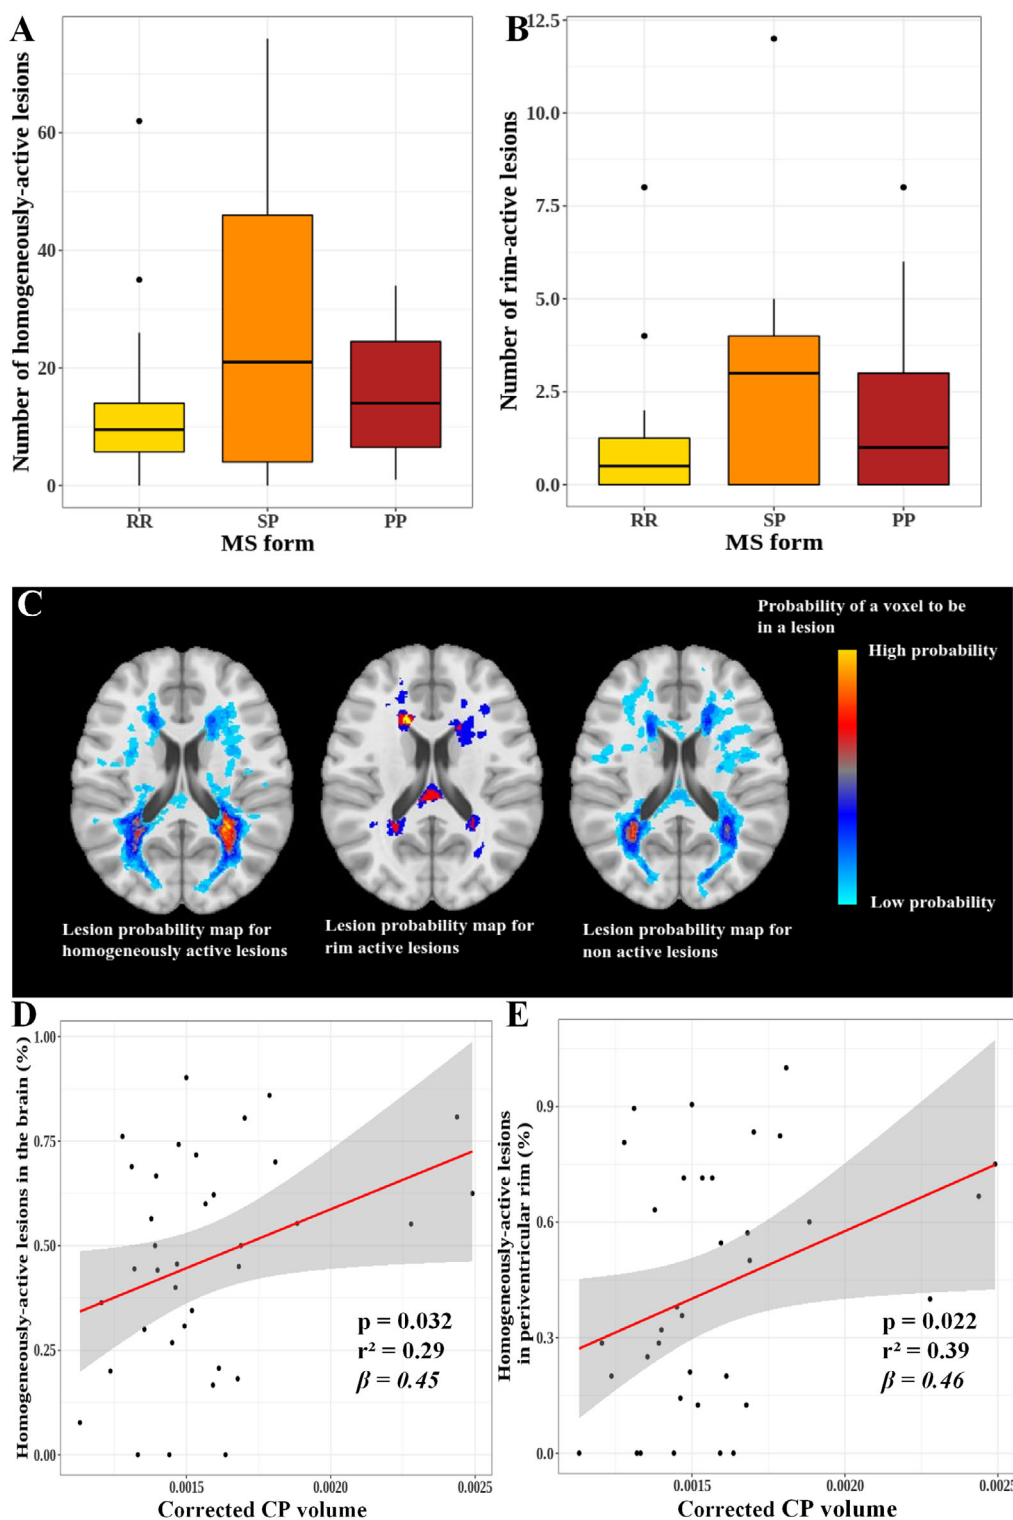 A
Number of homogeneously-active lesions
60
40
20
0
RR
SP
PP
MS form
B
Number of rim-active lesions
12.5
10.0
7.5
5.0
2.5
0.0
RR
SP
PP
MS form
C
Probability of a voxel to be
in a lesion
High probability
Low probability
Lesion probability map for
homogeneously active lesions
Lesion probability map for
rim active lesions
Lesion probability map for
non active lesions
D
Homogeneously-active lesions in the brain (%)
1.00
0.75
0.50
0.25
0.00
p = 0.032
r² = 0.29
β = 0.45
0.0015
0.0020
0.0025
Corrected CP volume
E
Homogeneously-active lesions
in periventricular rim (%)
0.9
0.6
0.3
0.0
p = 0.022
r² = 0.39
β = 0.46
0.0015
0.0020
0.0025
Corrected CP volume